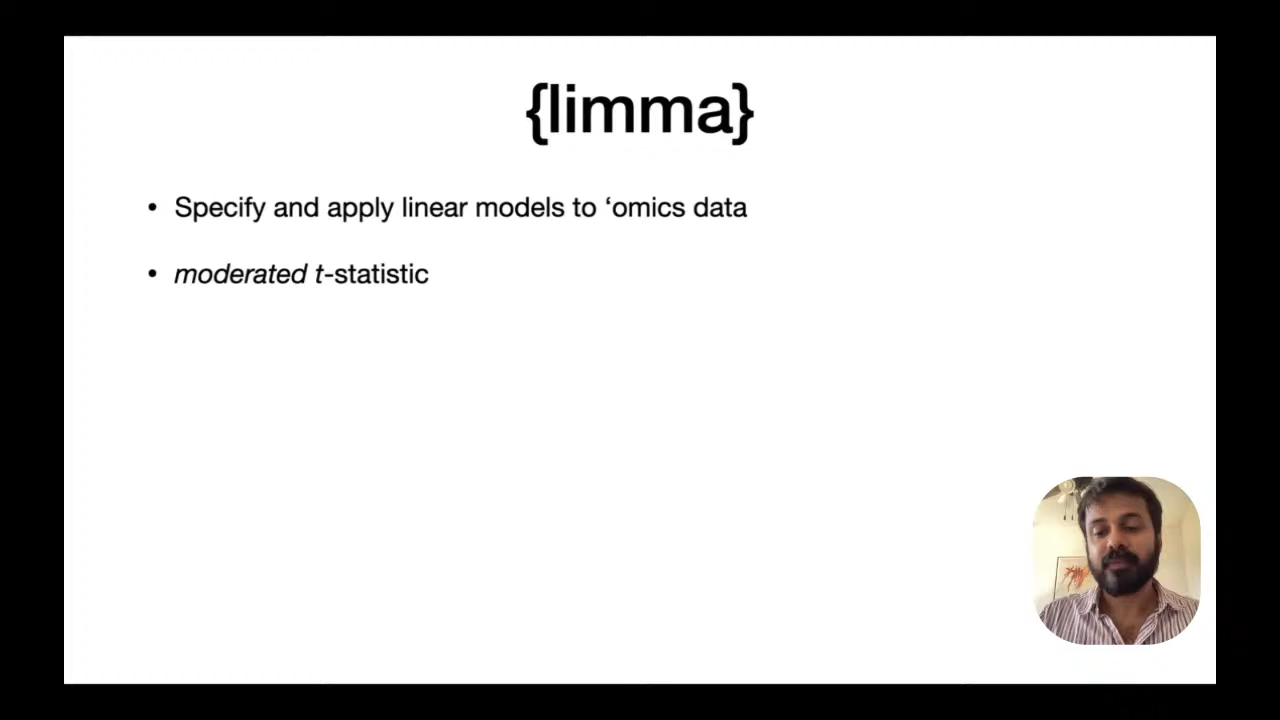 {limma}
• Specify and apply linear models to ‘omics data
• moderated t-statistic